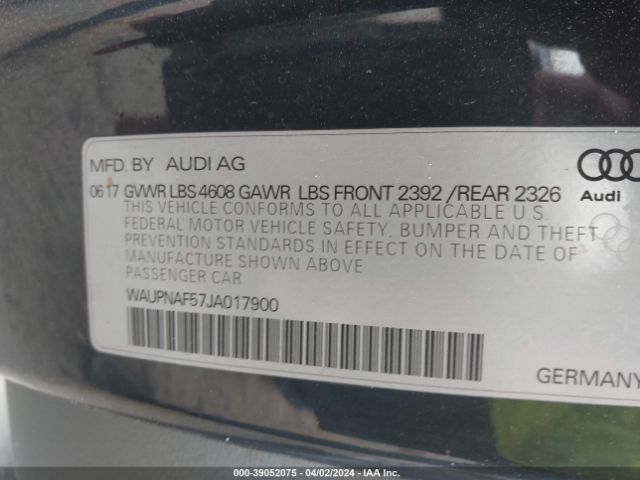 MFD. BY AUDI AG
06 17 GVWR LBS 4608 GAWR LBS FRONT 2392 /REAR 2326
Audi
THIS VEHICLE CONFORMS TO ALL APPLICABLE U.S.
FEDERAL MOTOR VEHICLE SAFETY, BUMPER AND THEFT
PREVENTION STANDARDS IN EFFECT ON THE DATE OF
MANUFACTURE SHOWN ABOVE
PASSENGER CAR
WAUPNAF57JA017900
GERMANY
000-39052075 - 04/02/2024 - IAA Inc.